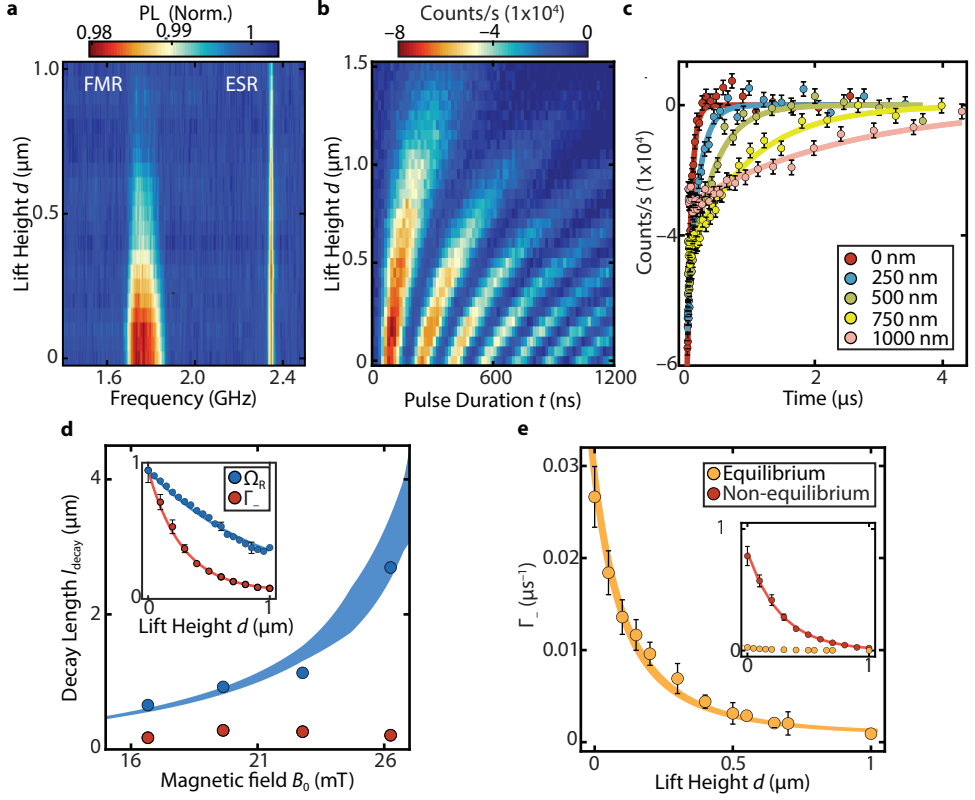 a
PL (Norm.)
0.98
0.99
1
FMR
ESR
1.0
0.5
0
Lift Height d (μm)
1.6
2.0
2.4
Frequency (GHz)
b
Counts/s (1x10⁴)
−8
−4
0
1.5
1.0
0.5
0
Lift Height d (μm)
0
600
1200
Pulse Duration t (ns)
c
0
−4
−6
Counts/s (1x10⁴)
0 nm
250 nm
500 nm
750 nm
1000 nm
0
2
4
Time (μs)
d
4
2
0
Decay Length l_decay (μm)
1
0
Ω_R
Γ_−
0
1
Lift Height d (μm)
16
21
26
Magnetic field B₀ (mT)
e
0.03
0.02
0.01
0
Γ_− (μs⁻¹)
Equilibrium
Non-equilibrium
1
0
0
1
0
0.5
1
Lift Height d (μm)